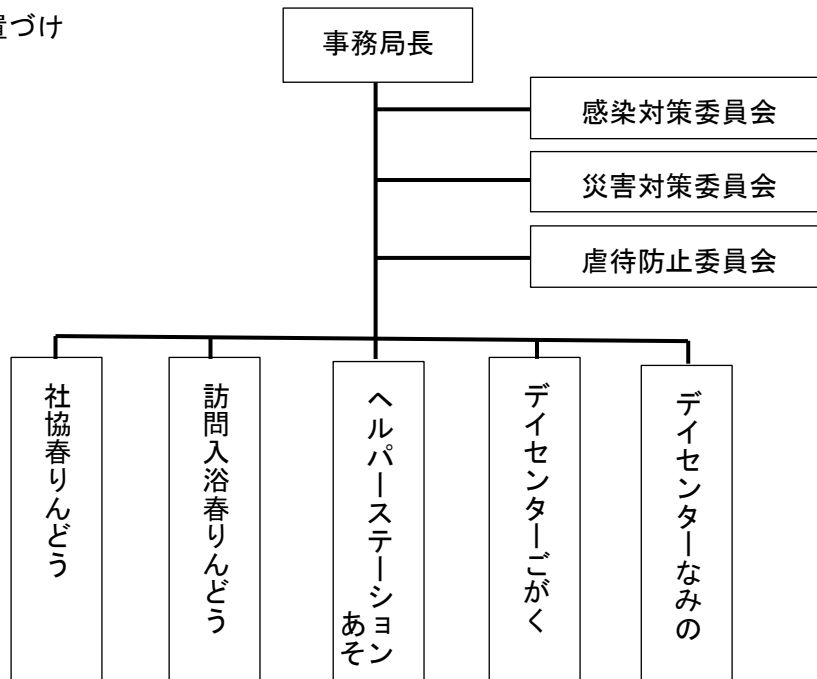 置づけ
事務局長
感染対策委員会
災害対策委員会
虐待防止委員会
社協春りんどう
訪問入浴春りんどう
ヘルパーステーション
あそ
デイセンターごがく
デイセンターなみの